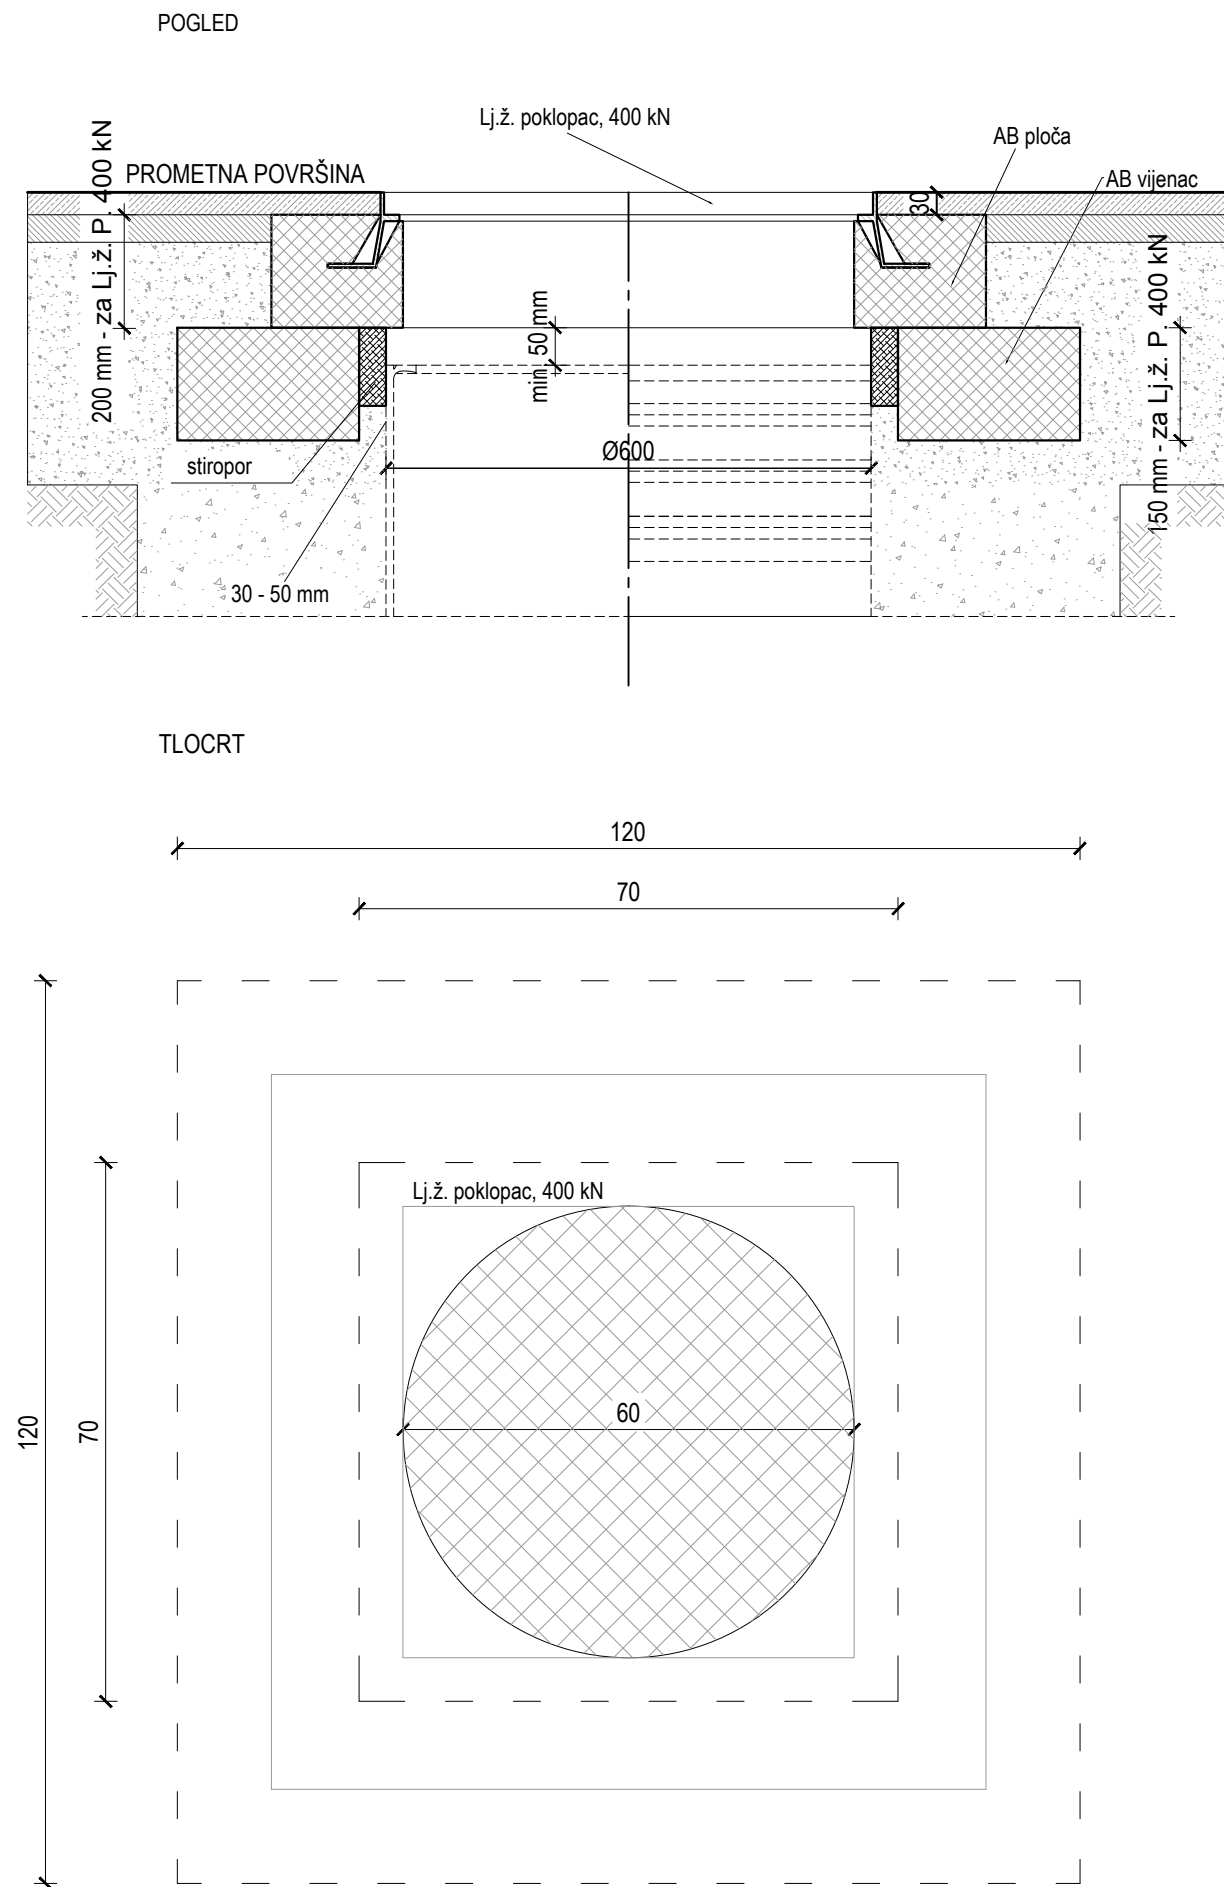 POGLED
Lj.ž. poklopac, 400 kN
AB ploča
PROMETNA POVRŠINA
AB vijenac
30
200 mm - za Lj.ž. P. 400 kN
min. 50 mm
150 mm - za Lj.ž. P. 400 kN
Ø600
stiropor
30 - 50 mm
TLOCRT
120
70
Lj.ž. poklopac, 400 kN
60
120
70